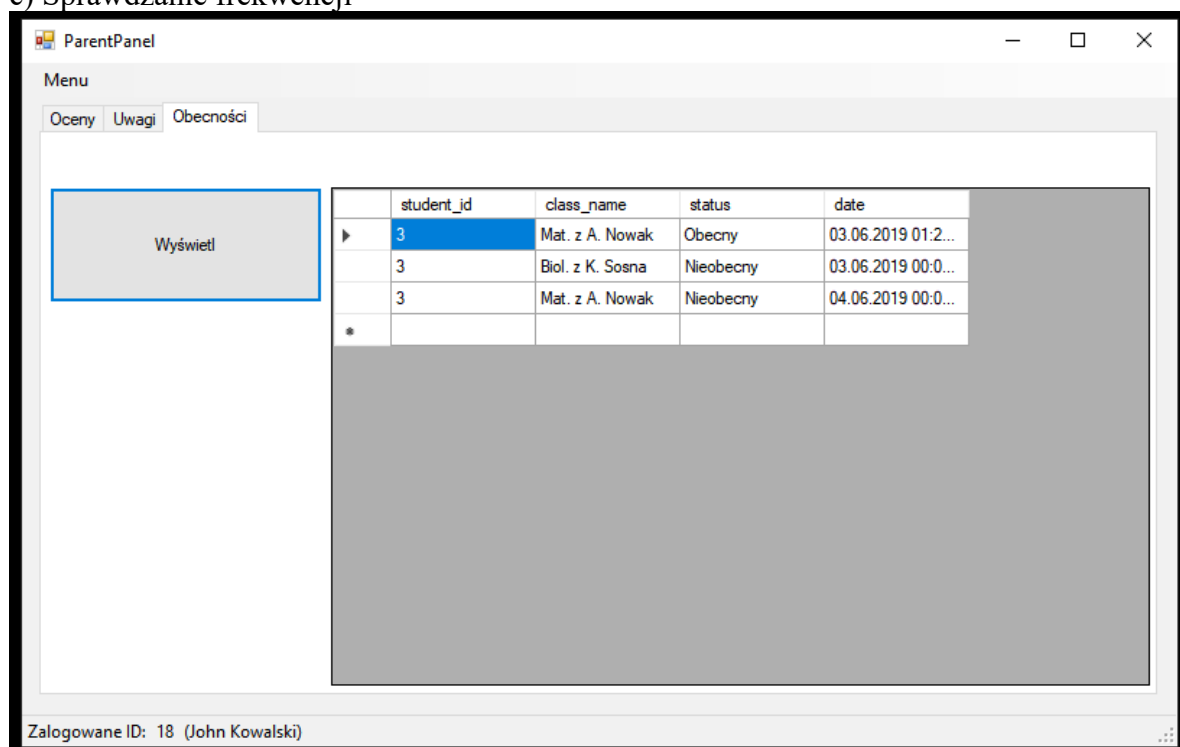 c) Sprawdzanie frekwencji
ParentPanel
Menu
Oceny Uwagi Obecności
Wyświetl
student_id class_name status date
3 Mat. z A. Nowak Obecny 03.06.2019 01:2...
3 Biol. z K. Sosna Nieobecny 03.06.2019 00:0...
3 Mat. z A. Nowak Nieobecny 04.06.2019 00:0...
Zalogowane ID: 18 (John Kowalski)